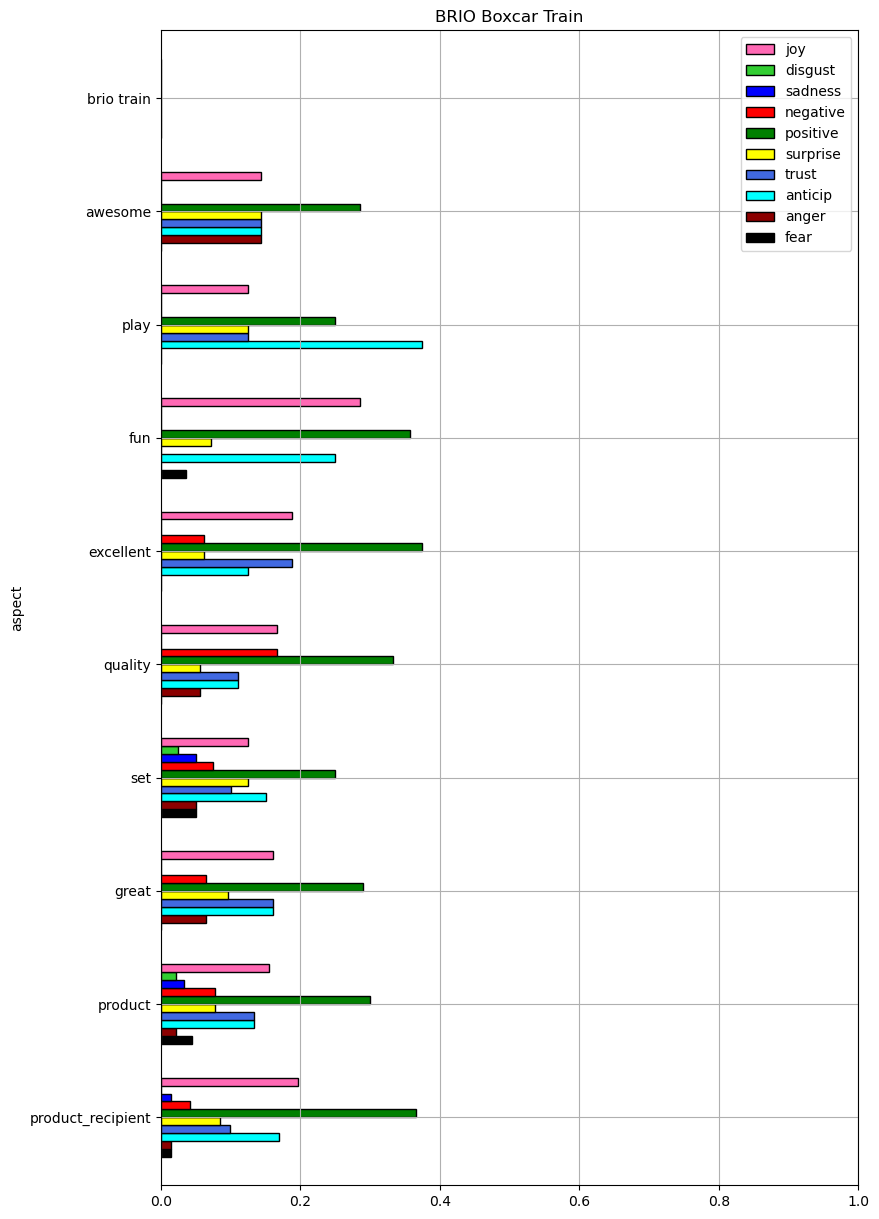 BRIO Boxcar Train
joy
disgust
sadness
negative
positive
surprise
trust
anticip
anger
fear
brio train
awesome
play
fun
excellent
quality
set
great
product
product_recipient
aspect
0.0 0.2 0.4 0.6 0.8 1.0